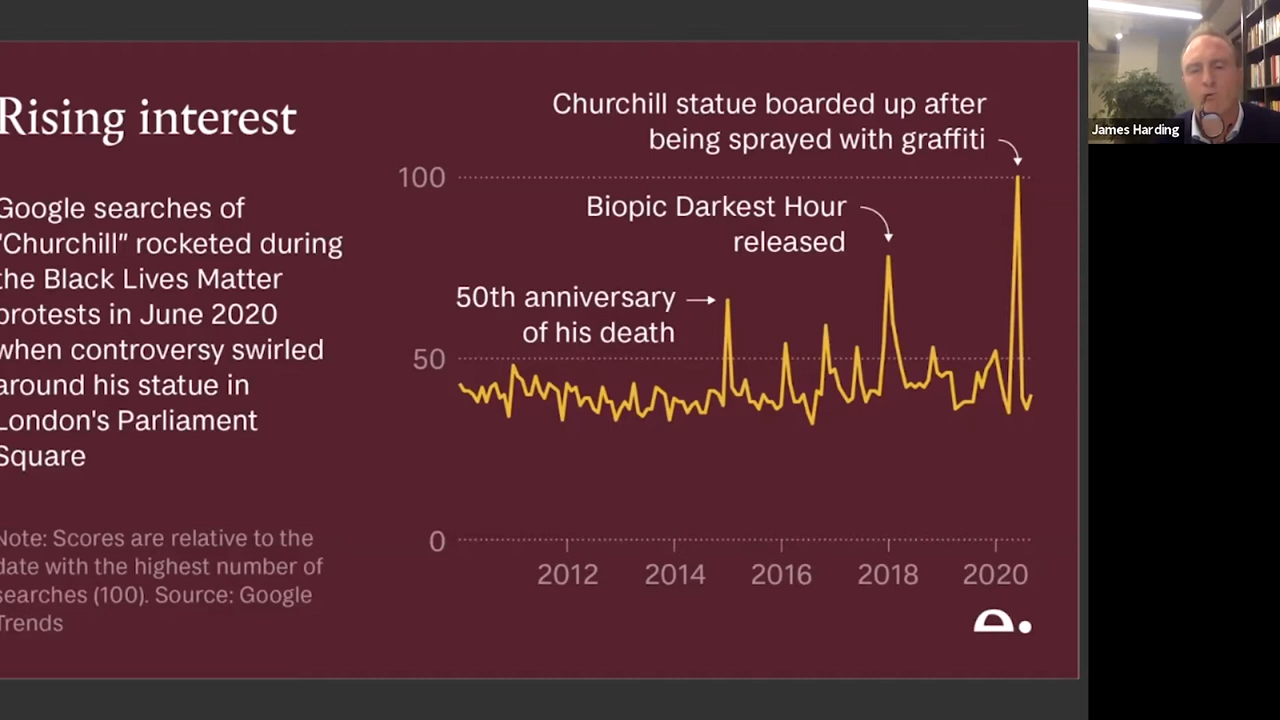 Rising interest
Google searches of
"Churchill" rocketed during
the Black Lives Matter
protests in June 2020
when controversy swirled
around his statue in
London's Parliament
Square
Note: Scores are relative to the
date with the highest number of
searches (100). Source: Google
Trends
Churchill statue boarded up after
being sprayed with graffiti
100
Biopic Darkest Hour
released
50th anniversary
of his death
50
0
2012 2014 2016 2018 2020
James Harding